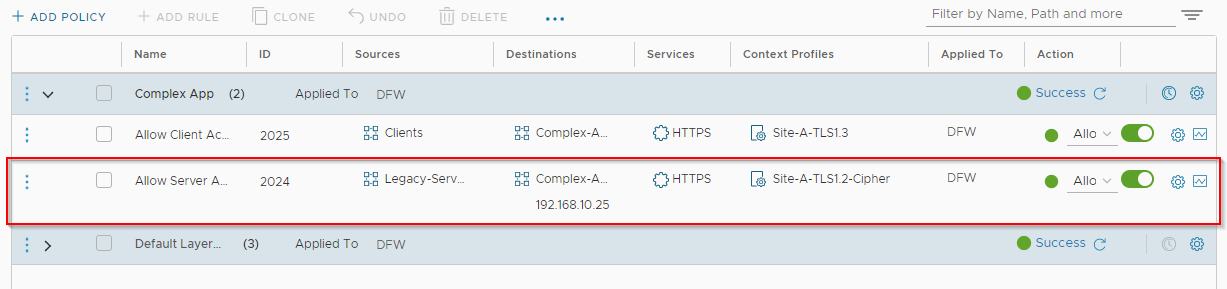 + ADD POLICY + ADD RULE CLONE UNDO DELETE ... Filter by Name, Path and more
Name ID Sources Destinations Services Context Profiles Applied To Action
Complex App (2) Applied To DFW Success
Allow Client Ac... 2025 Clients Complex-A... HTTPS Site-A-TLS1.3 DFW Allo
Allow Server A... 2024 Legacy-Serv... Complex-A... HTTPS Site-A-TLS1.2-Cipher DFW Allo
192.168.10.25
Default Layer... (3) Applied To DFW Success